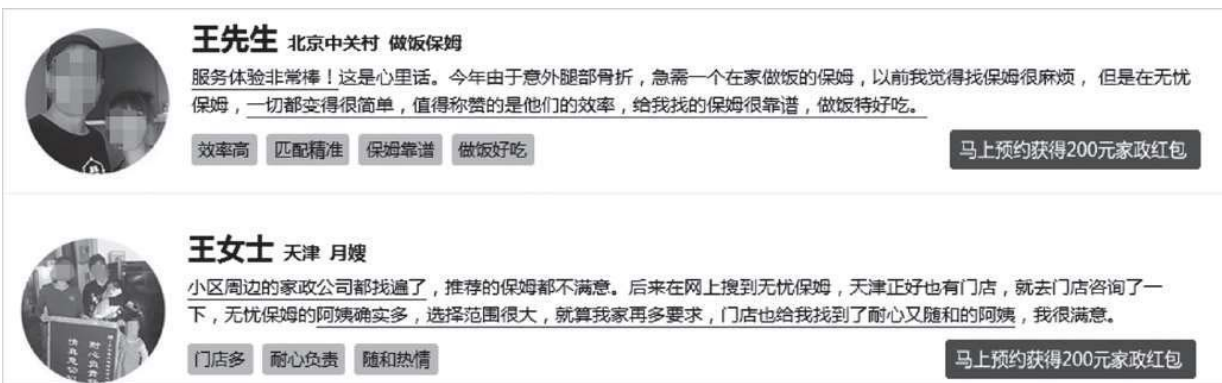 王先生 北京中关村 做饭保姆
服务体验非常棒！这是心里话。今年由于意外腿部骨折，急需一个在家做饭的保姆，以前我觉得找保姆很麻烦，但是在无忧
保姆，一切都变得很简单，值得称赞的是他们的效率，给我找的保姆很靠谱，做饭特好吃。
效率高 匹配精准 保姆靠谱 做饭好吃
马上预约获得200元家政红包
王女士 天津 月嫂
小区周边的家政公司都找遍了，推荐的保姆都不满意。后来在网上搜到无忧保姆，天津正好也有门店，就去门店咨询了一
下，无忧保姆的阿姨确实多，选择范围很大，就算我家再多要求，门店也给我找到了耐心又随和的阿姨，我很满意。
门店多 耐心负责 随和热情
马上预约获得200元家政红包